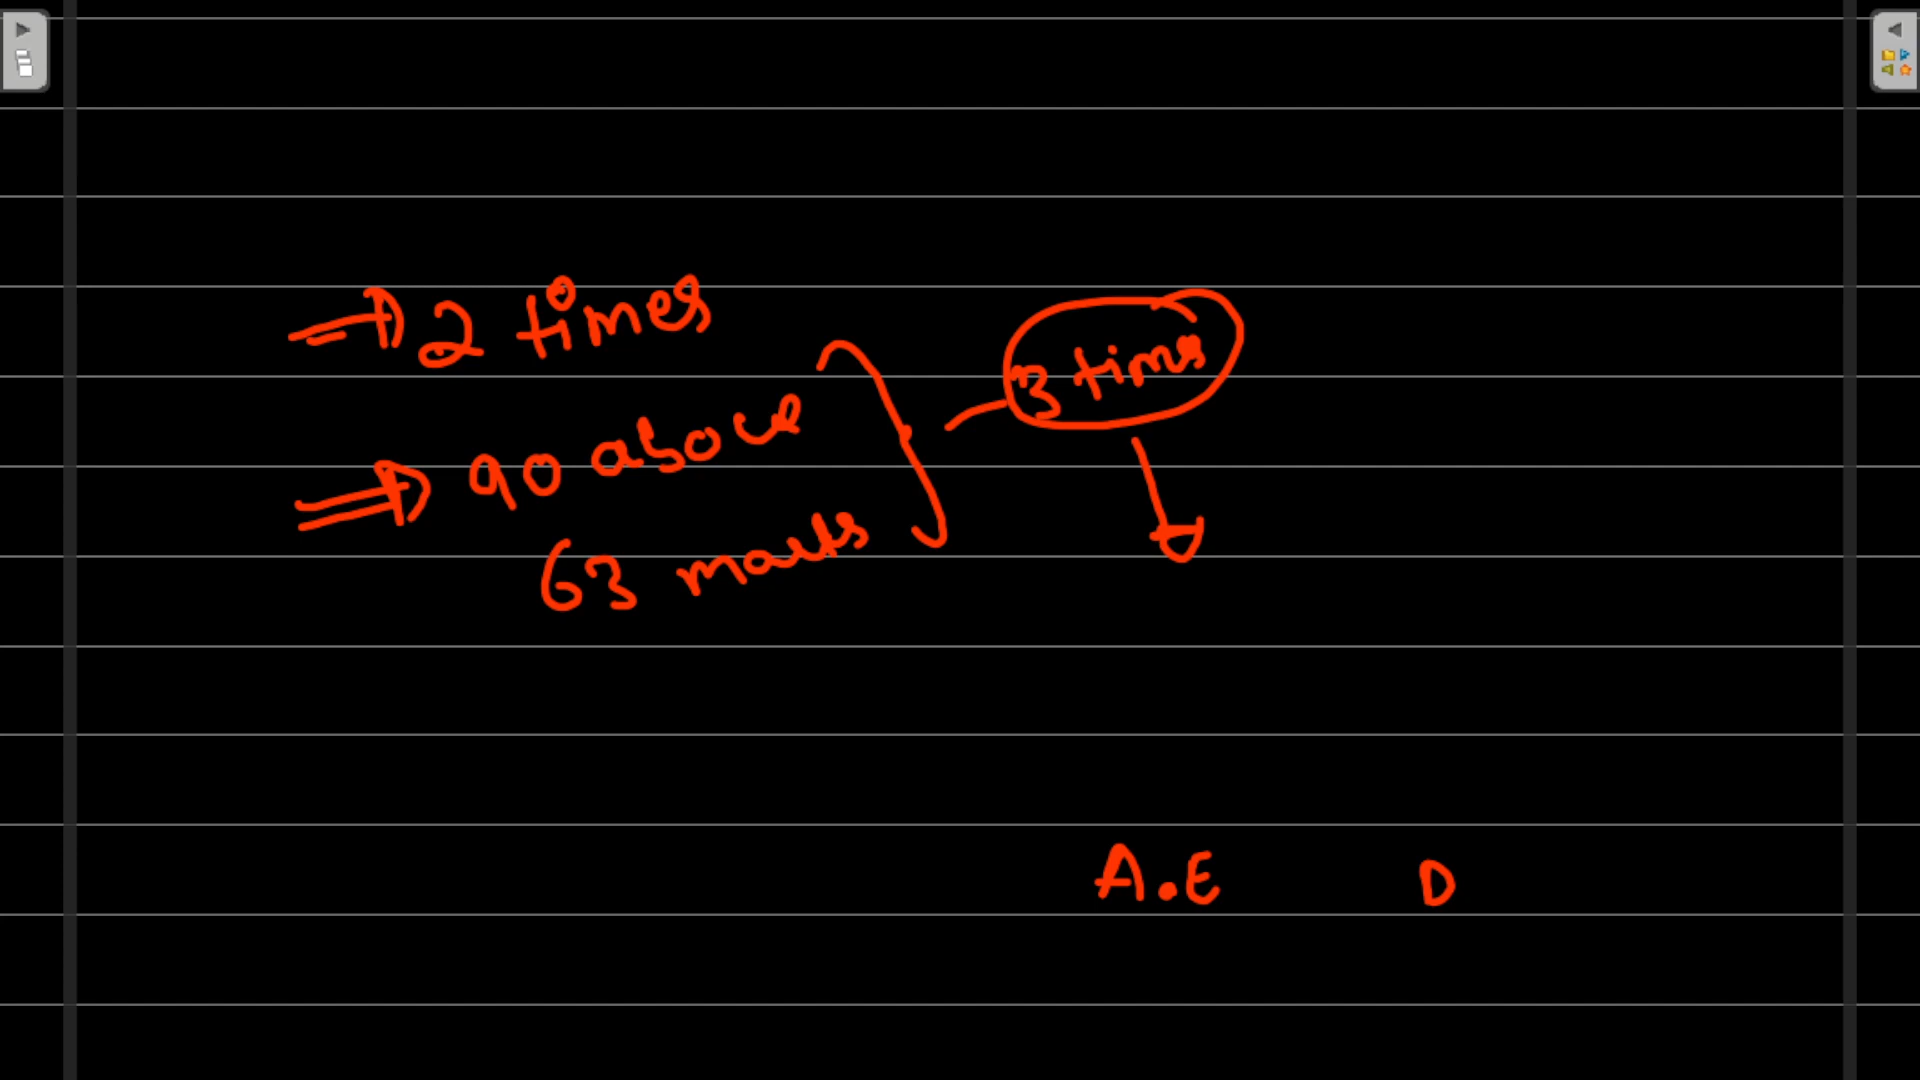 ⇒ 2 times
⇒ 90 above
63 marks
3 times
A.E D